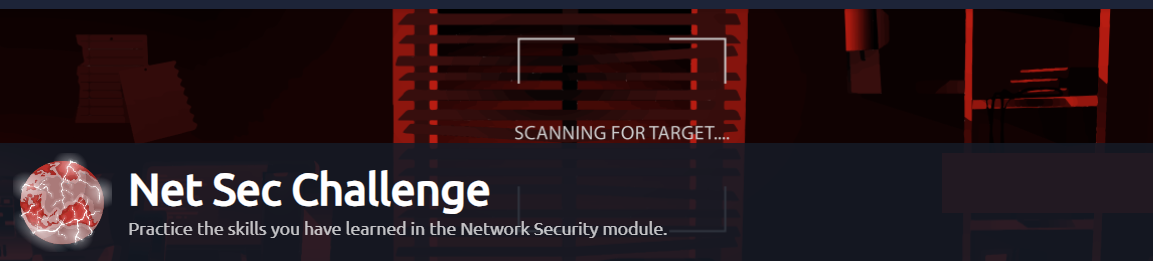 SCANNING FOR TARGET....
Net Sec Challenge
Practice the skills you have learned in the Network Security module.